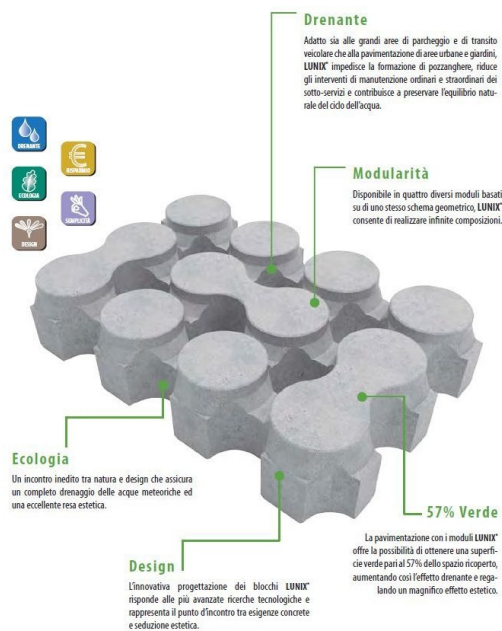 Drenante
Adatto sia alle grandi aree di parcheggio e di transito
veicolare che alla pavimentazione di aree urbane e giardini,
LUNIX® impedisce la formazione di pozzanghere, riduce
gli interventi di manutenzione ordinari e straordinari dei
sotto-servizi e contribuisce a preservare l'equilibrio natu-
rale del ciclo dell'acqua.
DRENANTE
RISPARMIO
ECOLOGIA
SEMPLICITÀ
DESIGN
Modularità
Disponibile in quattro diversi moduli basati
su di uno stesso schema geometrico, LUNIX®
consente di realizzare infinite composizioni.
Ecologia
Un incontro inedito tra natura e design che assicura
un completo drenaggio delle acque meteoriche ed
una eccellente resa estetica.
57% Verde
La pavimentazione con i moduli LUNIX®
offre la possibilità di ottenere una superfi-
cie verde pari al 57% dello spazio ricoperto,
aumentando così l'effetto drenante e rega-
lando un magnifico effetto estetico.
Design
L'innovativa progettazione dei blocchi LUNIX®
risponde alle più avanzate ricerche tecnologiche e
rappresenta il punto d'incontro tra esigenze concrete
e seduzione estetica.